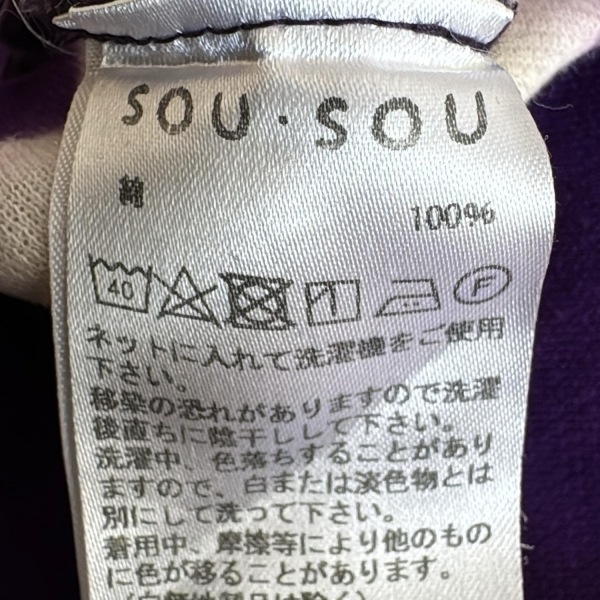 SOU・SOU
綿
100%
40 F
ネットに入れて洗濯機をご使用
下さい。
移染の恐れがありますので洗濯
後直ちに陰干しして下さい。
洗濯中、色落ちすることがあり
ますので、白または淡色物とは
別にして洗って下さい。
着用中、摩擦等により他のもの
に色が移ることがあります。